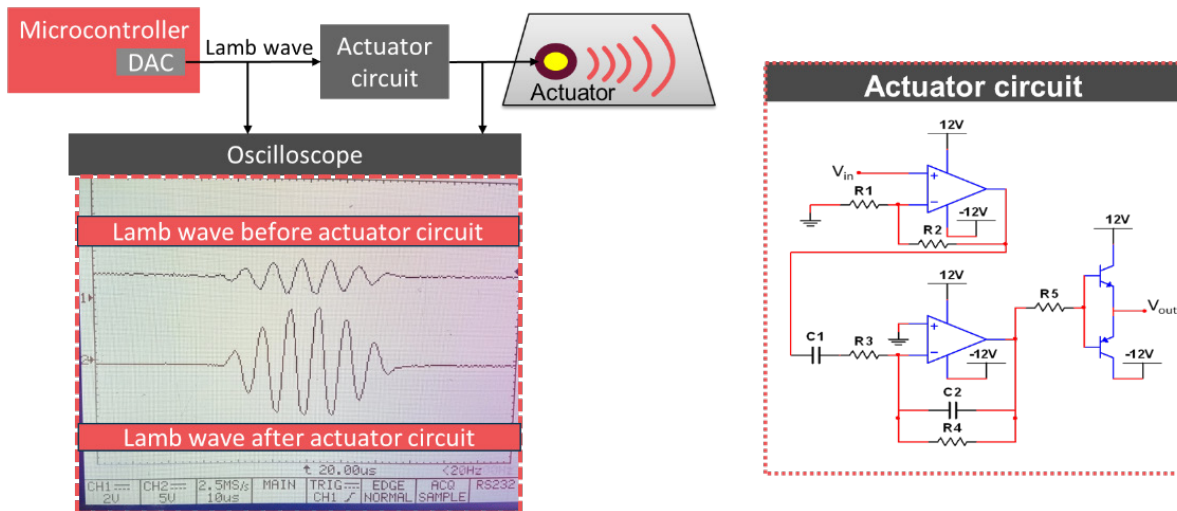 Microcontroller
DAC
Lamb wave
Actuator
circuit
Actuator
Oscilloscope
Lamb wave before actuator circuit
1
2
Lamb wave after actuator circuit
20.00us
<20Hz
CH1
2V
CH2
5V
2.5MS/s
10us
MAIN
TRIG
CH1
EDGE
NORMAL
ACQ
SAMPLE
RS232
Actuator circuit
12V
Vin
R1
-12V
R2
12V
12V
R5
Vout
C1
R3
-12V
-12V
C2
R4